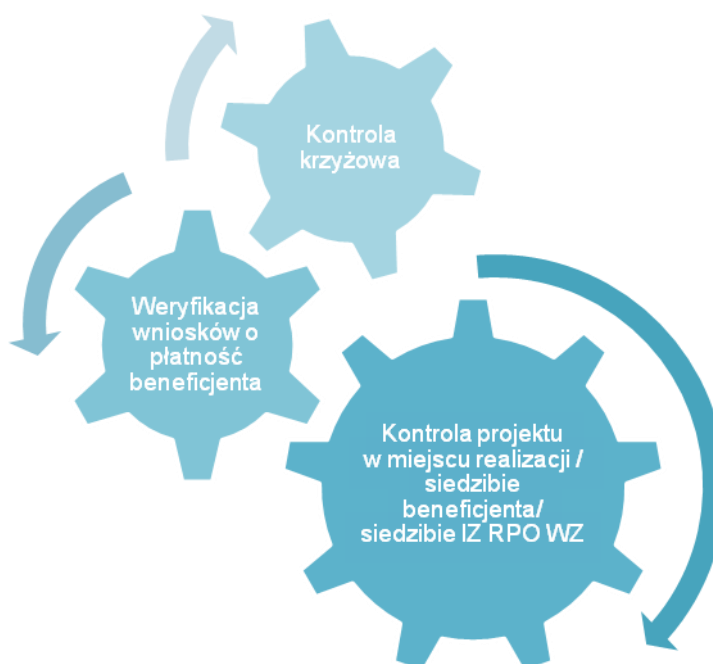 Kontrola
krzyżowa
Weryfikacja
wniosków o
płatność
beneficjenta
Kontrola projektu
w miejscu realizacji /
siedzibie
beneficjenta/
siedzibie IZ RPO WZ